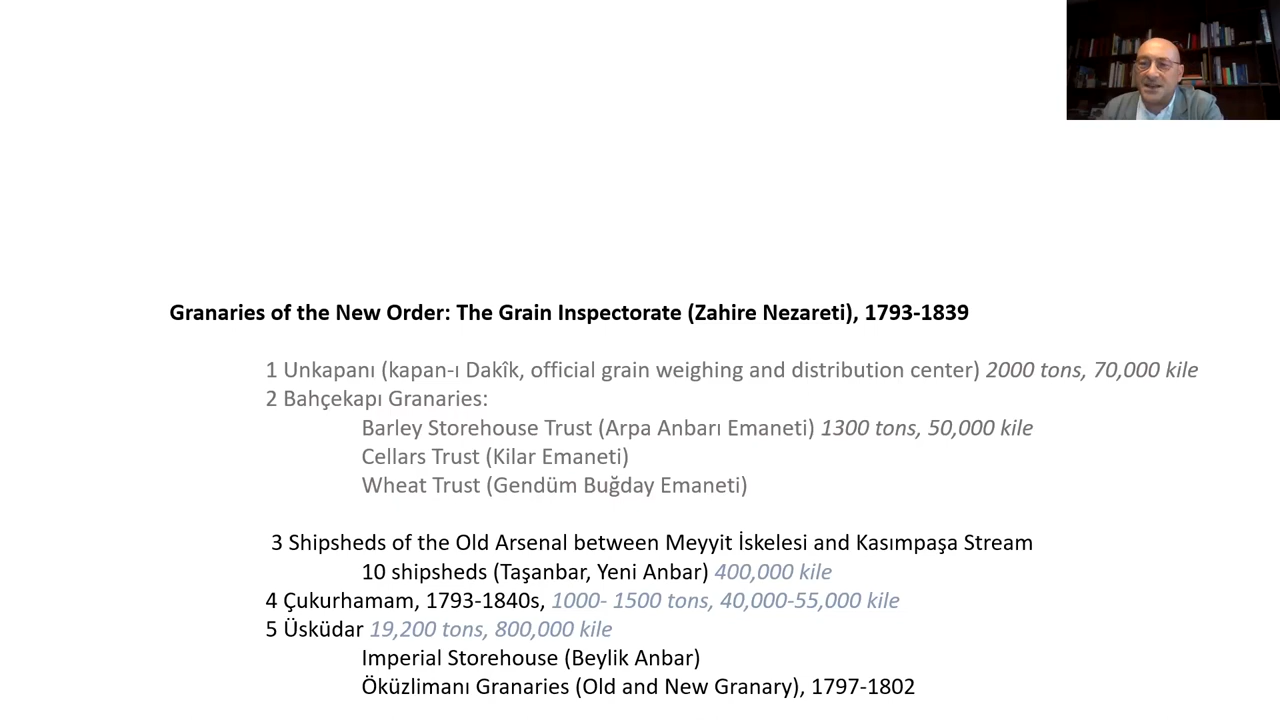 Granaries of the New Order: The Grain Inspectorate (Zahire Nezareti), 1793-1839
1 Unkapanı (kapan-ı Dakîk, official grain weighing and distribution center) 2000 tons, 70,000 kile
2 Bahçekapı Granaries:
Barley Storehouse Trust (Arpa Anbarı Emaneti) 1300 tons, 50,000 kile
Cellars Trust (Kilar Emaneti)
Wheat Trust (Gendüm Buğday Emaneti)
3 Shipsheds of the Old Arsenal between Meyyit İskelesi and Kasımpaşa Stream
10 shipsheds (Taşanbar, Yeni Anbar) 400,000 kile
4 Çukurhamam, 1793-1840s, 1000- 1500 tons, 40,000-55,000 kile
5 Üsküdar 19,200 tons, 800,000 kile
Imperial Storehouse (Beylik Anbar)
Öküzlimanı Granaries (Old and New Granary), 1797-1802